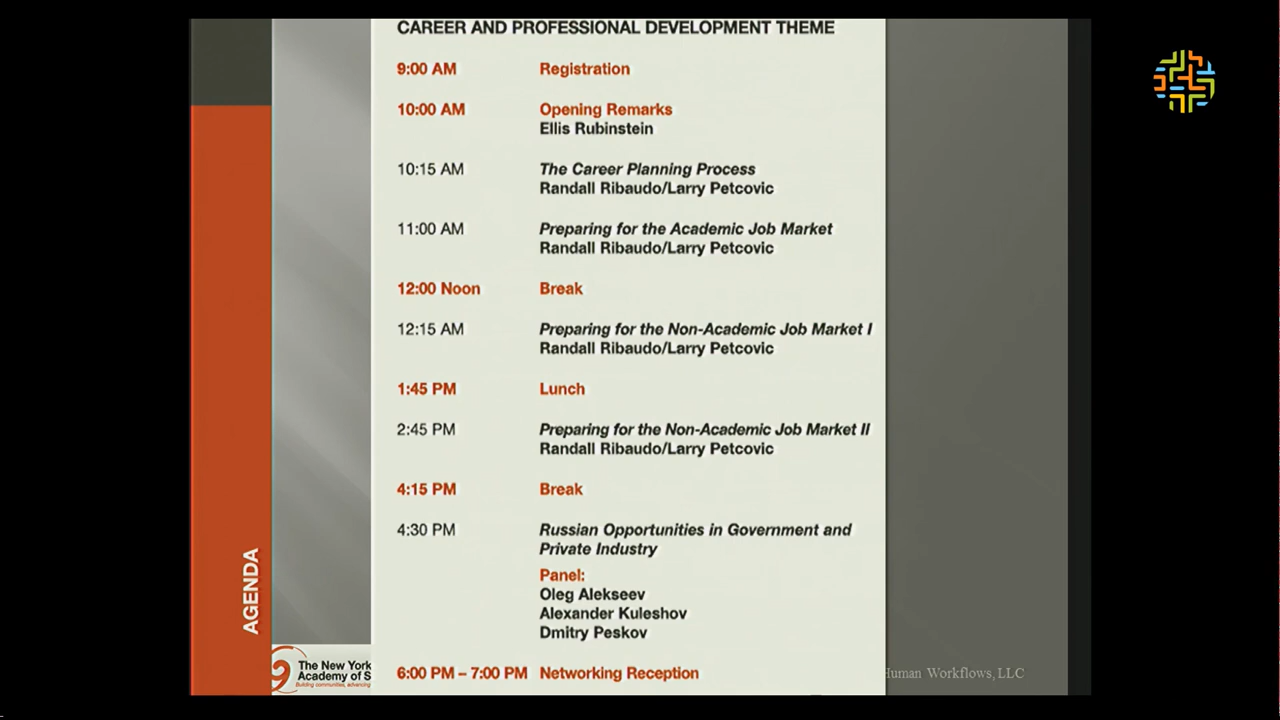 CAREER AND PROFESSIONAL DEVELOPMENT THEME
9:00 AM Registration
10:00 AM Opening Remarks
Ellis Rubinstein
10:15 AM The Career Planning Process
Randall Ribaudo/Larry Petcovic
11:00 AM Preparing for the Academic Job Market
Randall Ribaudo/Larry Petcovic
12:00 Noon Break
12:15 AM Preparing for the Non-Academic Job Market I
Randall Ribaudo/Larry Petcovic
1:45 PM Lunch
2:45 PM Preparing for the Non-Academic Job Market II
Randall Ribaudo/Larry Petcovic
4:15 PM Break
4:30 PM Russian Opportunities in Government and
Private Industry
Panel:
Oleg Alekseev
Alexander Kuleshov
Dmitry Peskov
6:00 PM – 7:00 PM Networking Reception
AGENDA
The New York
Academy of S
Building communities, advancing
Human Workflows, LLC